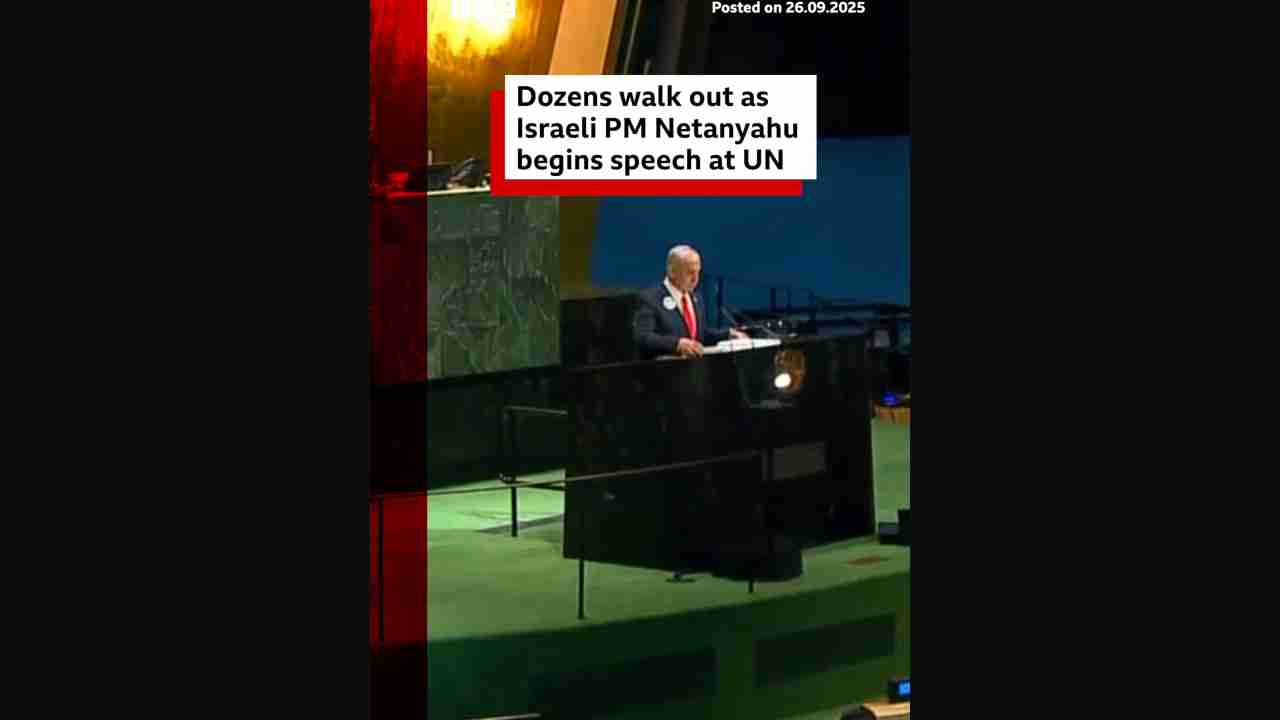 Posted on 26.09.2025
Dozens walk out as
Israeli PM Netanyahu
begins speech at UN